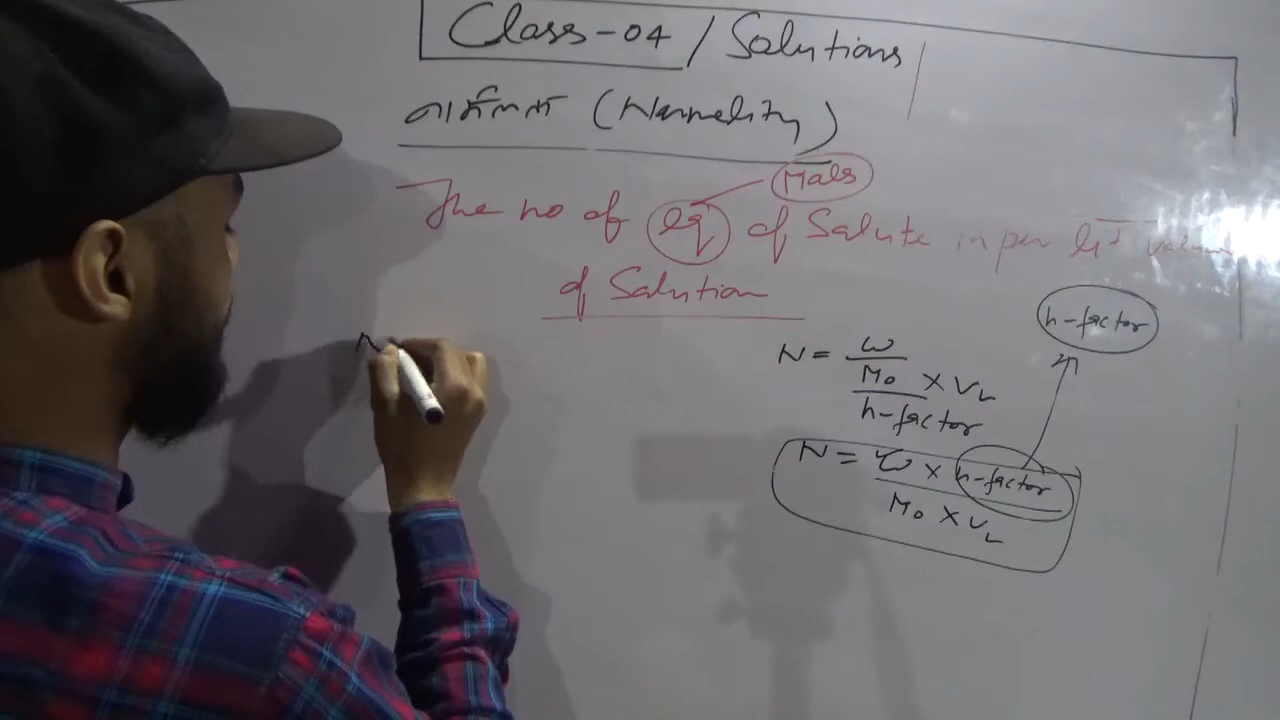 Class-04 / Solutions
(Normality)
Mols
The no of eq of Solute in per lit volume
of Solution
h-factor
N = w
Mo × VL
h-factor
N = w × h-factor
Mo × VL
N